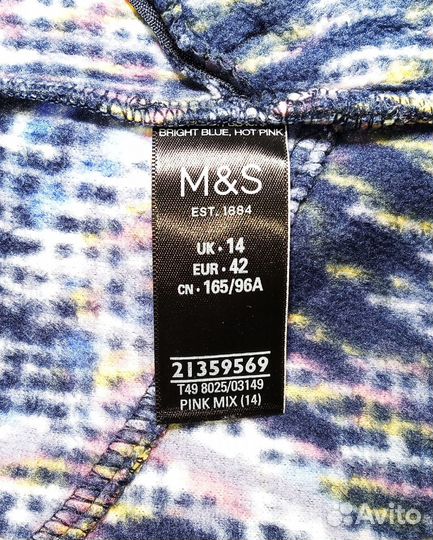 BRIGHT BLUE, HOT PINK
M&S
EST. 1884
UK · 14
EUR · 42
CN · 165/96A
21359569
T49 8025/03149
PINK MIX (14)
Avito